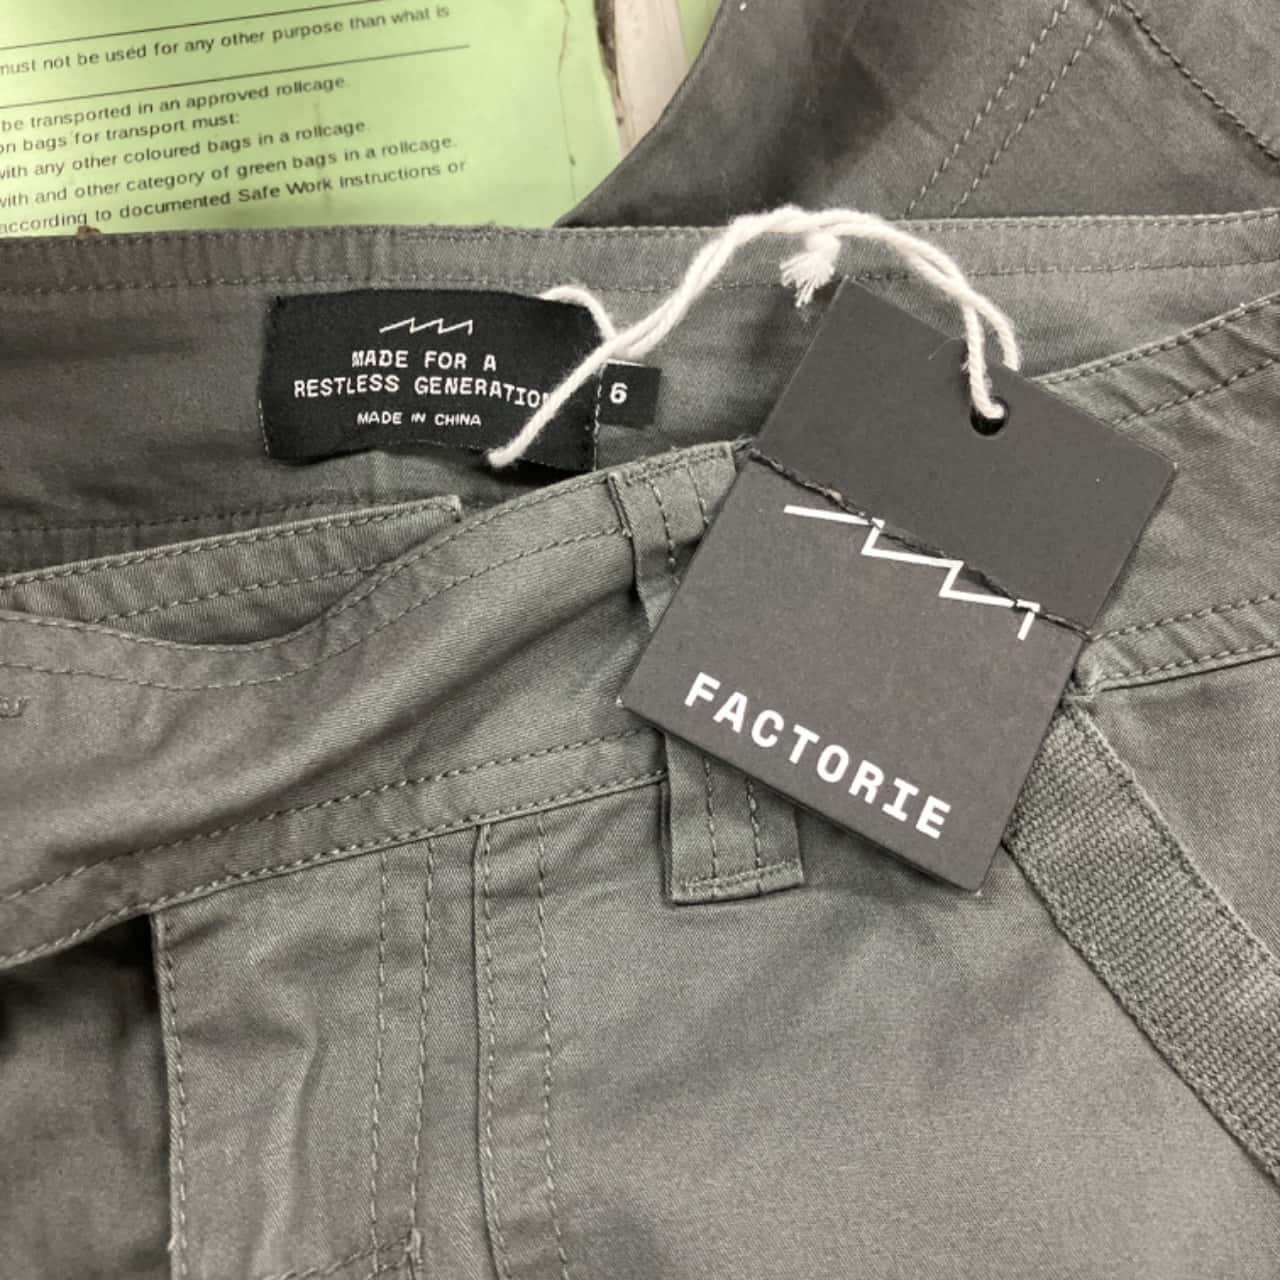 must not be used for any other purpose than what is
be transported in an approved rollcage.
on bags for transport must:
with any other coloured bags in a rollcage.
with and other category of green bags in a rollcage.
according to documented Safe Work Instructions or
MADE FOR A
RESTLESS GENERATION
MADE IN CHINA
6
FACTORIE